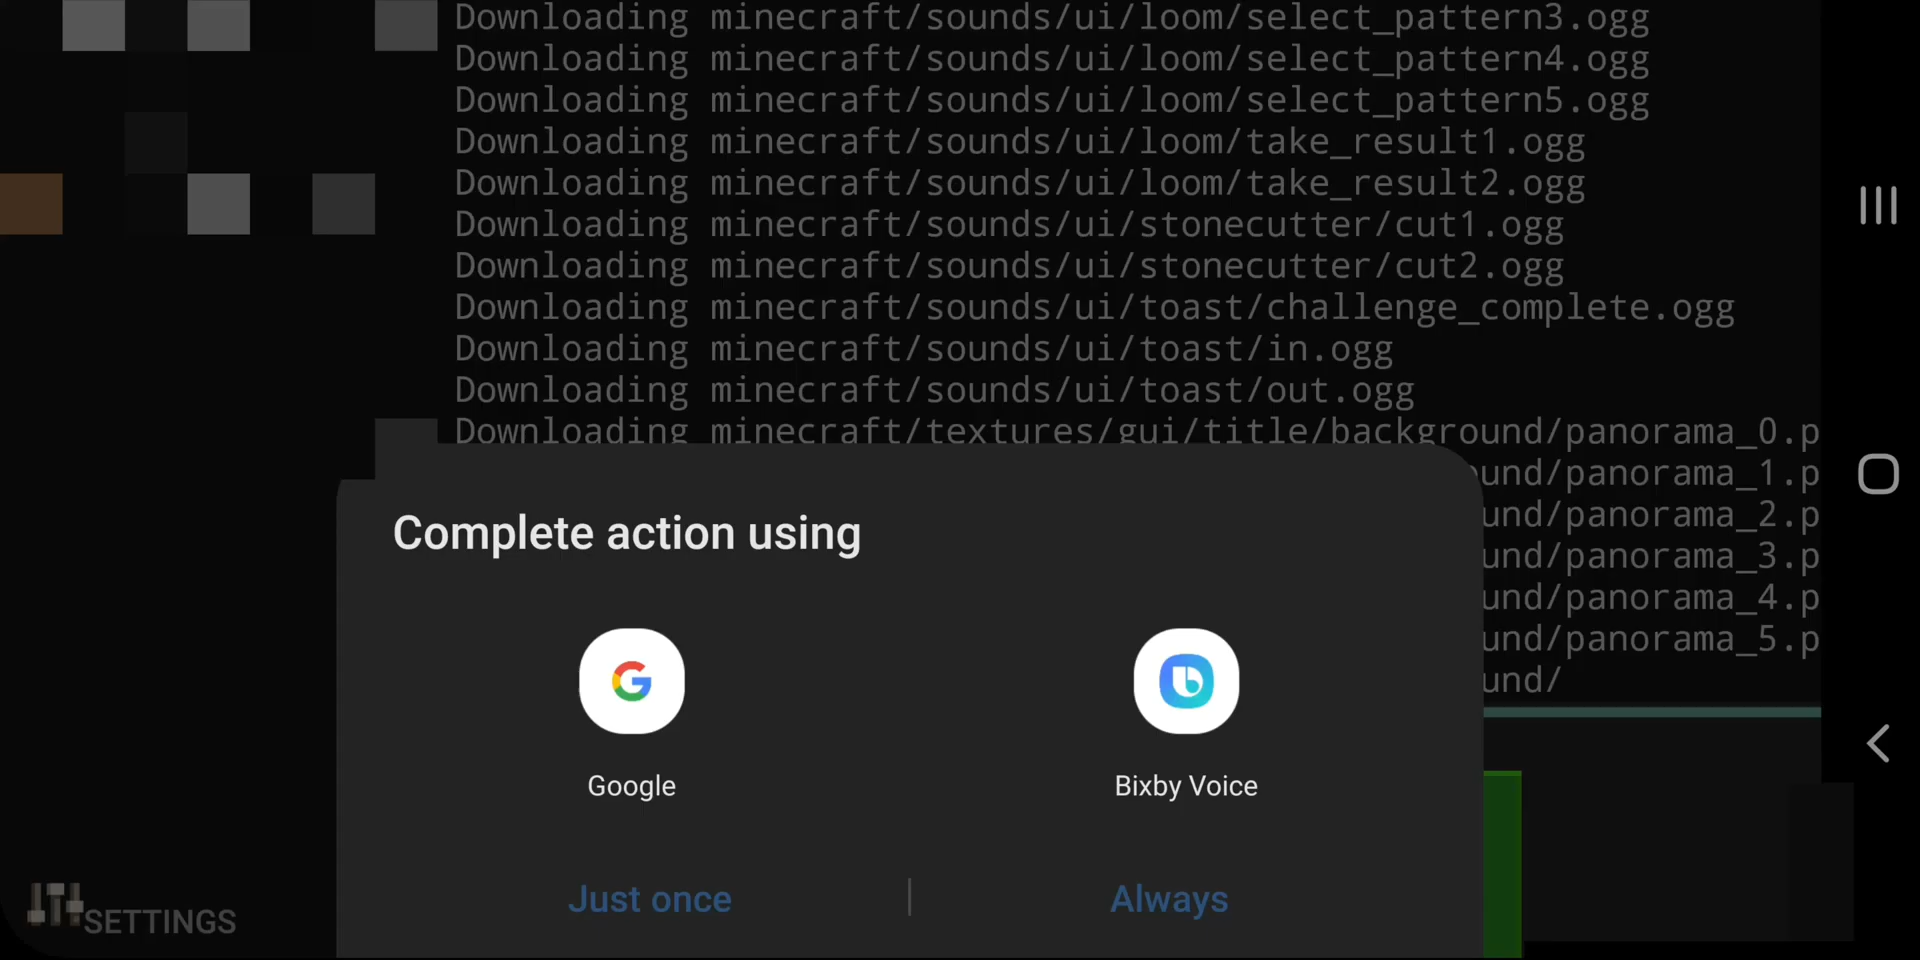 Downloading minecraft/sounds/ui/loom/select_pattern3.ogg
Downloading minecraft/sounds/ui/loom/select_pattern4.ogg
Downloading minecraft/sounds/ui/loom/select_pattern5.ogg
Downloading minecraft/sounds/ui/loom/take_result1.ogg
Downloading minecraft/sounds/ui/loom/take_result2.ogg
Downloading minecraft/sounds/ui/stonecutter/cut1.ogg
Downloading minecraft/sounds/ui/stonecutter/cut2.ogg
Downloading minecraft/sounds/ui/toast/challenge_complete.ogg
Downloading minecraft/sounds/ui/toast/in.ogg
Downloading minecraft/sounds/ui/toast/out.ogg
Downloading minecraft/textures/gui/title/background/panorama_0.p
und/panorama_1.p
und/panorama_2.p
und/panorama_3.p
und/panorama_4.p
und/panorama_5.p
und/
Complete action using
Google
Bixby Voice
Just once | Always
SETTINGS